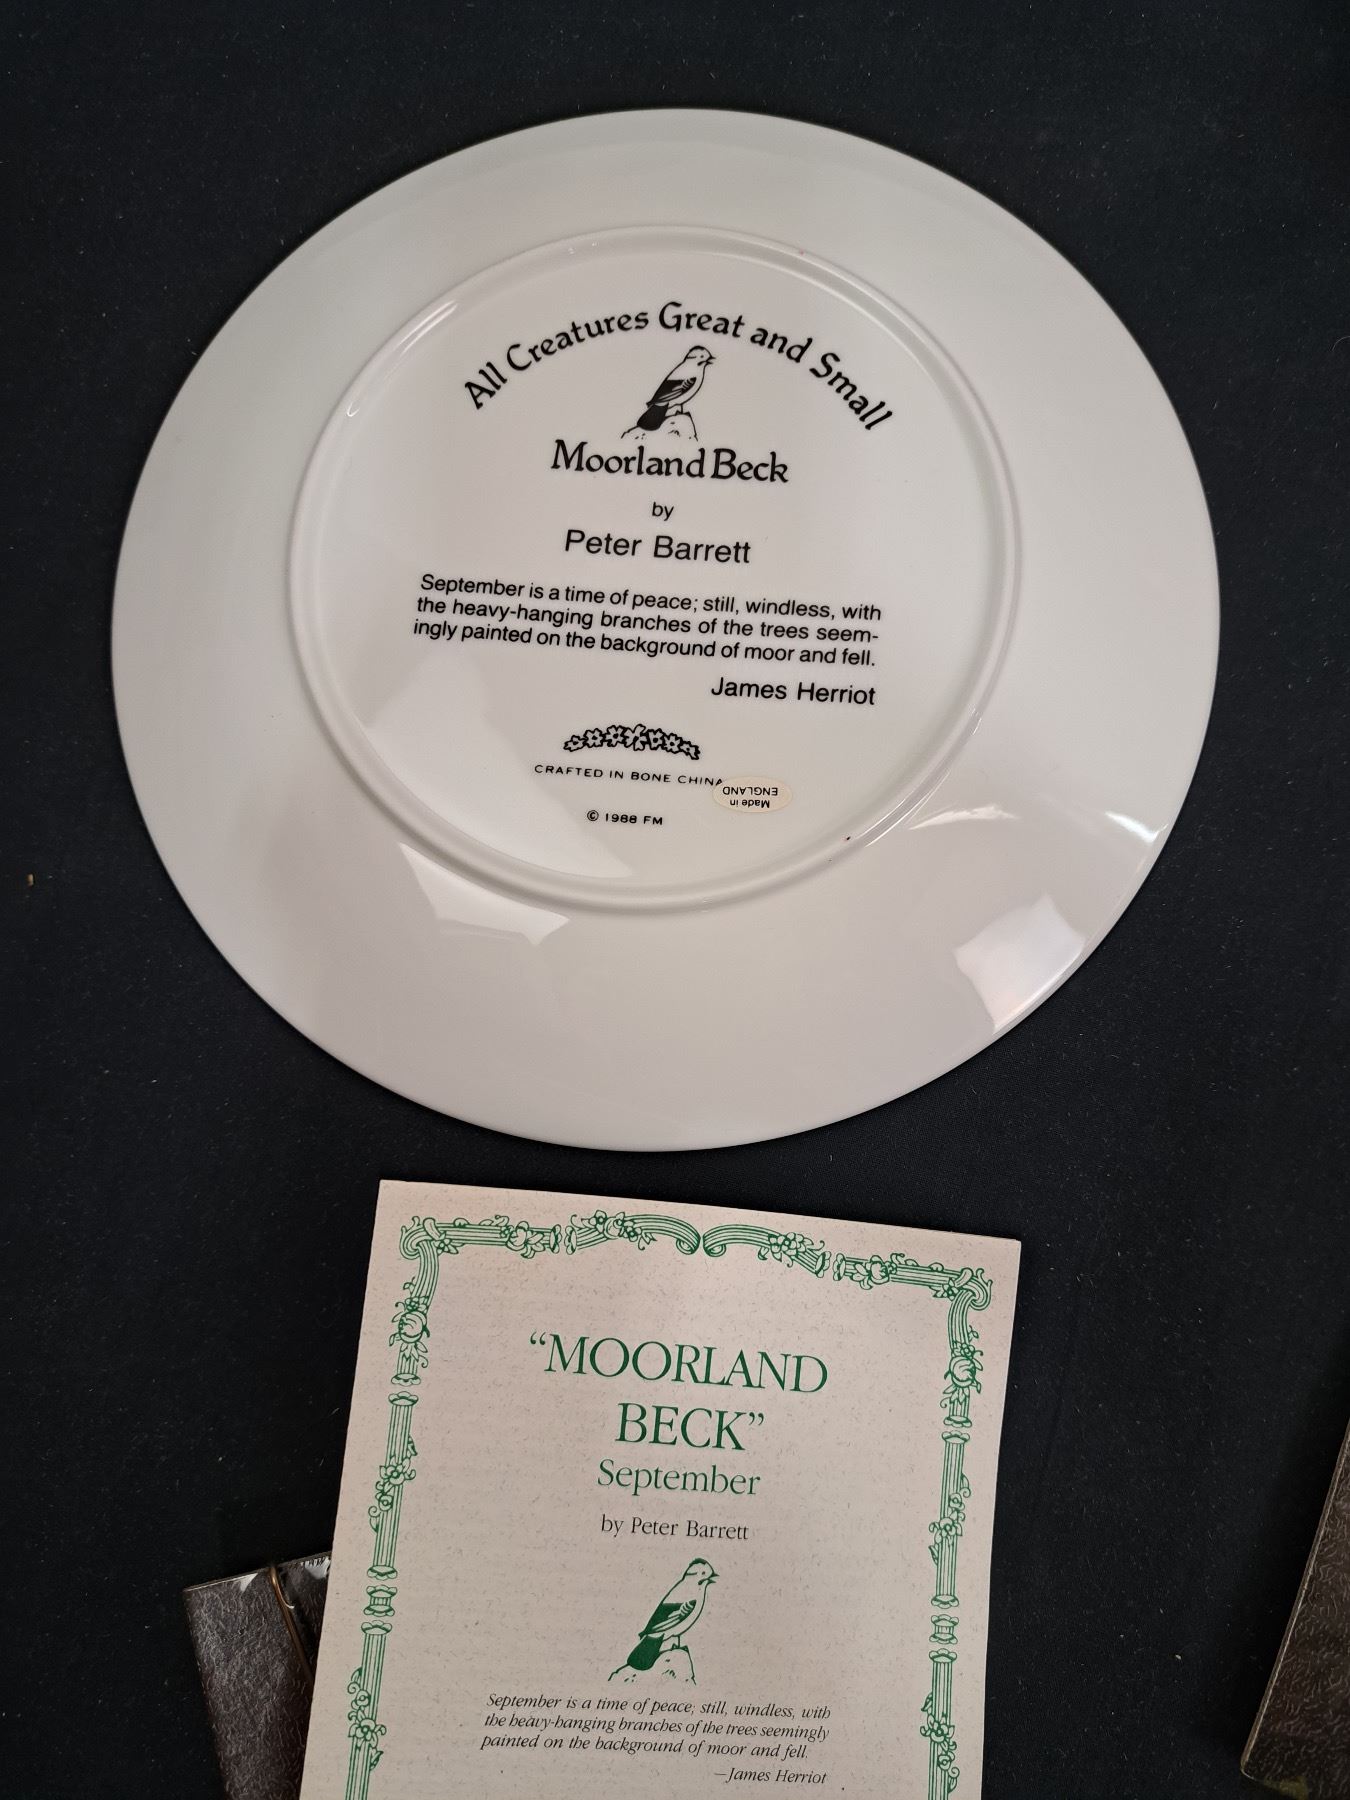 All Creatures Great and Small
Moorland Beck
by
Peter Barrett
September is a time of peace; still, windless, with
the heavy-hanging branches of the trees seem-
ingly painted on the background of moor and fell.
James Herriot
CRAFTED IN BONE CHINA
Made in
ENGLAND
© 1988 FM
“MOORLAND
BECK”
September
by Peter Barrett
September is a time of peace; still, windless, with
the heavy-hanging branches of the trees seemingly
painted on the background of moor and fell.
—James Herriot